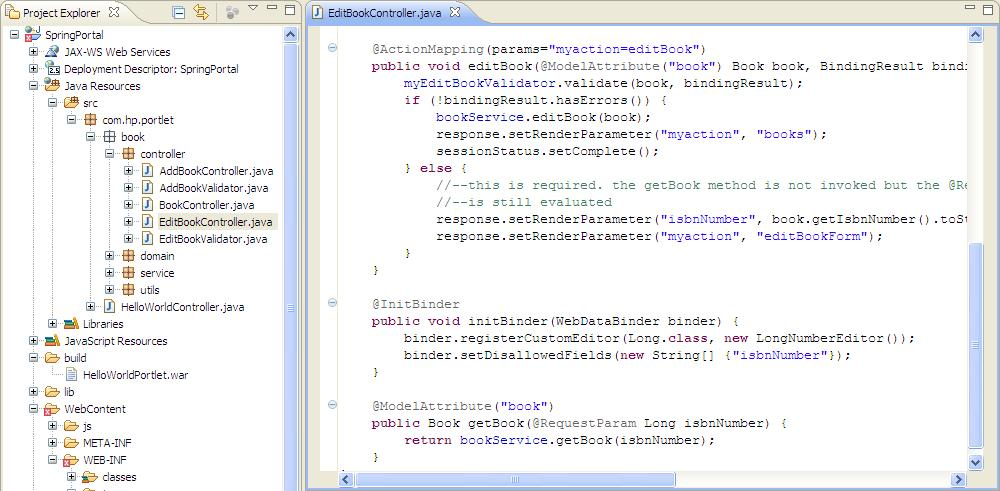 Project Explorer
SpringPortal
JAX-WS Web Services
Deployment Descriptor: SpringPortal
Java Resources
src
com.hp.portlet
book
controller
AddBookController.java
AddBookValidator.java
BookController.java
EditBookController.java
EditBookValidator.java
domain
service
utils
HelloWorldController.java
Libraries
JavaScript Resources
build
HelloWorldPortlet.war
lib
WebContent
js
META-INF
WEB-INF
classes
EditBookController.java
@ActionMapping(params="myaction=editBook")
public void editBook(@ModelAttribute("book") Book book, BindingResult bind
myEditBookValidator.validate(book, bindingResult);
if (!bindingResult.hasErrors()) {
bookService.editBook(book);
response.setRenderParameter("myaction", "books");
sessionStatus.setComplete();
} else {
//--this is required. the getBook method is not invoked but the @Re
//--is still evaluated
response.setRenderParameter("isbnNumber", book.getIsbnNumber().toSt
response.setRenderParameter("myaction", "editBookForm");
}
}
@InitBinder
public void initBinder(WebDataBinder binder) {
binder.registerCustomEditor(Long.class, new LongNumberEditor());
binder.setDisallowedFields(new String[] {"isbnNumber"});
}
@ModelAttribute("book")
public Book getBook(@RequestParam Long isbnNumber) {
return bookService.getBook(isbnNumber);
}